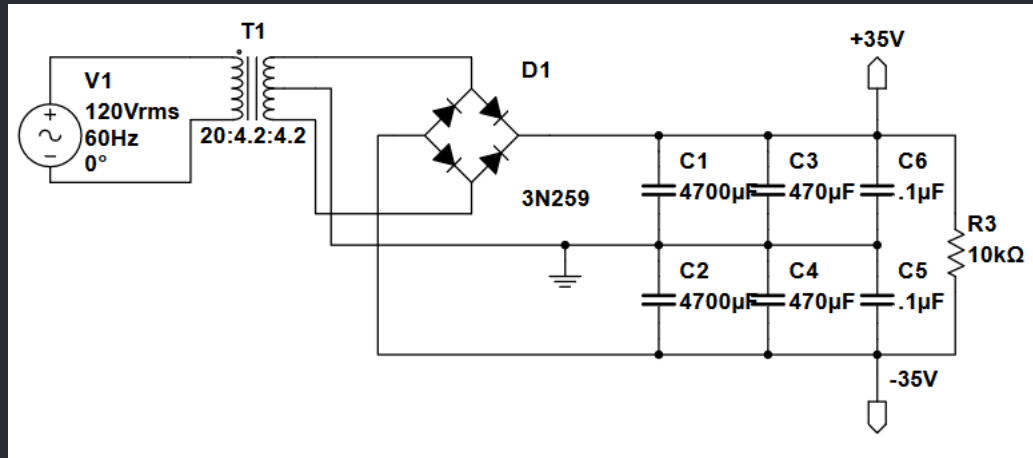 T1
V1
120Vrms
60Hz
0°
20:4.2:4.2
D1
3N259
+35V
C1
4700µF
C3
470µF
C6
.1µF
R3
10kΩ
C2
4700µF
C4
470µF
C5
.1µF
-35V